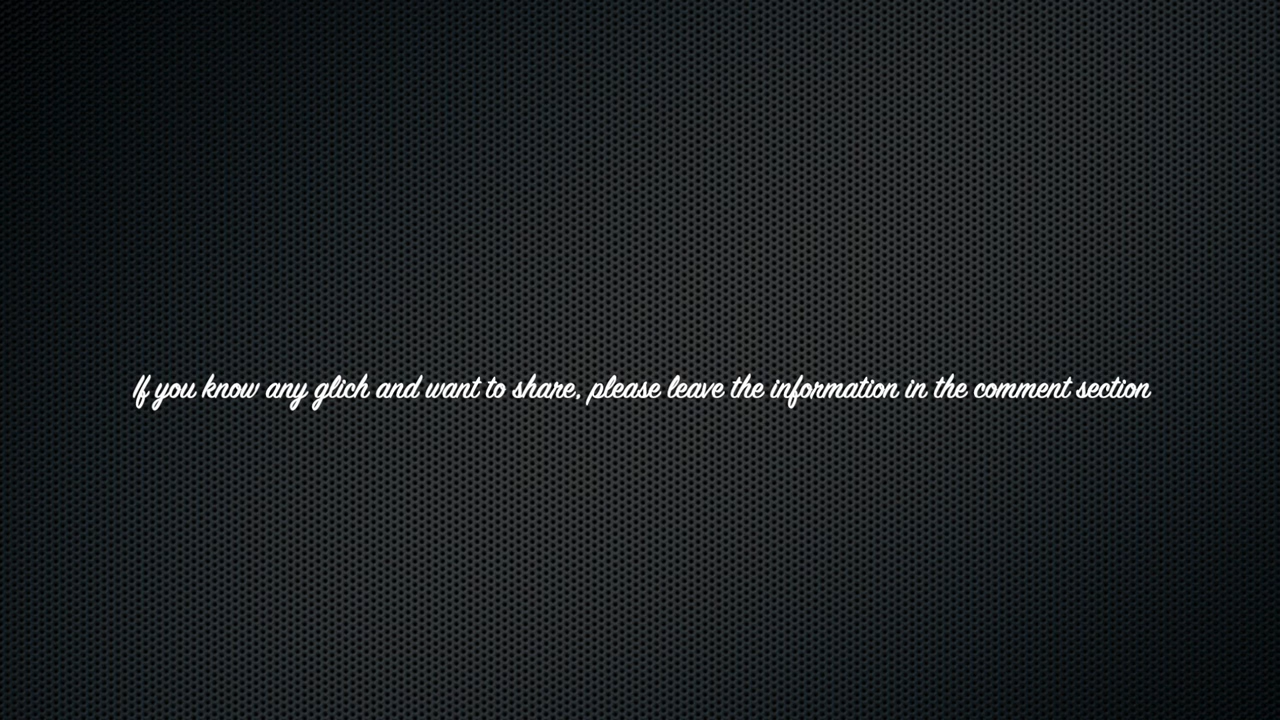 If you know any glich and want to share, please leave the information in the comment section